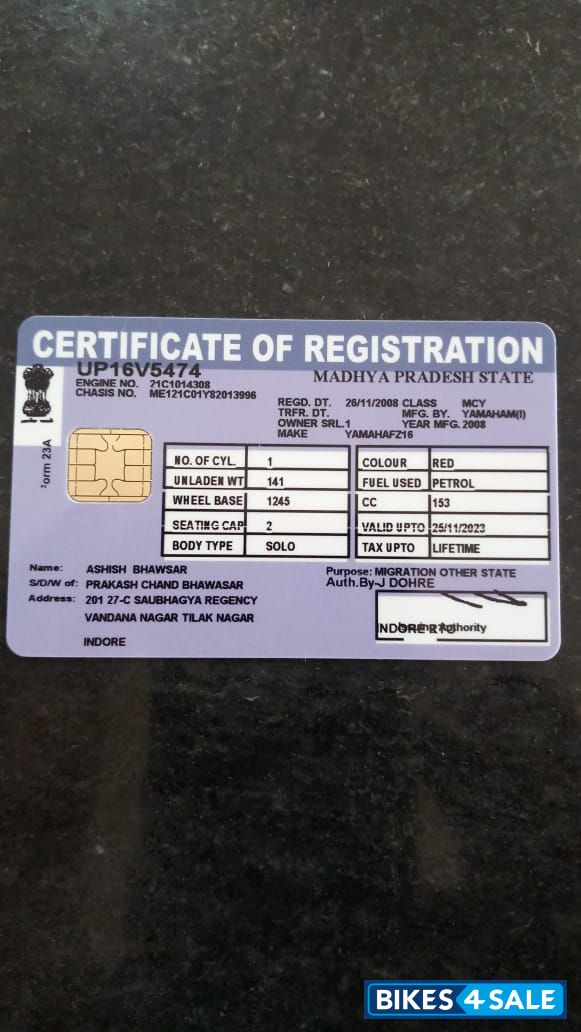 CERTIFICATE OF REGISTRATION
UP16V5474
MADHYA PRADESH STATE
ENGINE NO. 21C1014308
CHASIS NO. ME121C01Y82013996
REGD. DT. 26/11/2008 CLASS MCY
TRFR. DT. MFG. BY. YAMAHAM(I)
OWNER SRL.1 YEAR MFG. 2008
MAKE YAMAHAFZ16
Form 23A
NO. OF CYL. 1 COLOUR RED
UNLADEN WT 141 FUEL USED PETROL
WHEEL BASE 1245 CC 153
SEATING CAP 2 VALID UPTO 25/11/2023
BODY TYPE SOLO TAX UPTO LIFETIME
Name: ASHISH BHAWSAR
Purpose: MIGRATION OTHER STATE
S/D/W of: PRAKASH CHAND BHAWASAR
Auth.By-J DOHRE
Address: 201 27-C SAUBHAGYA REGENCY
VANDANA NAGAR TILAK NAGAR
INDORE
INDORE RTO
Issuing Authority
BIKES4SALE